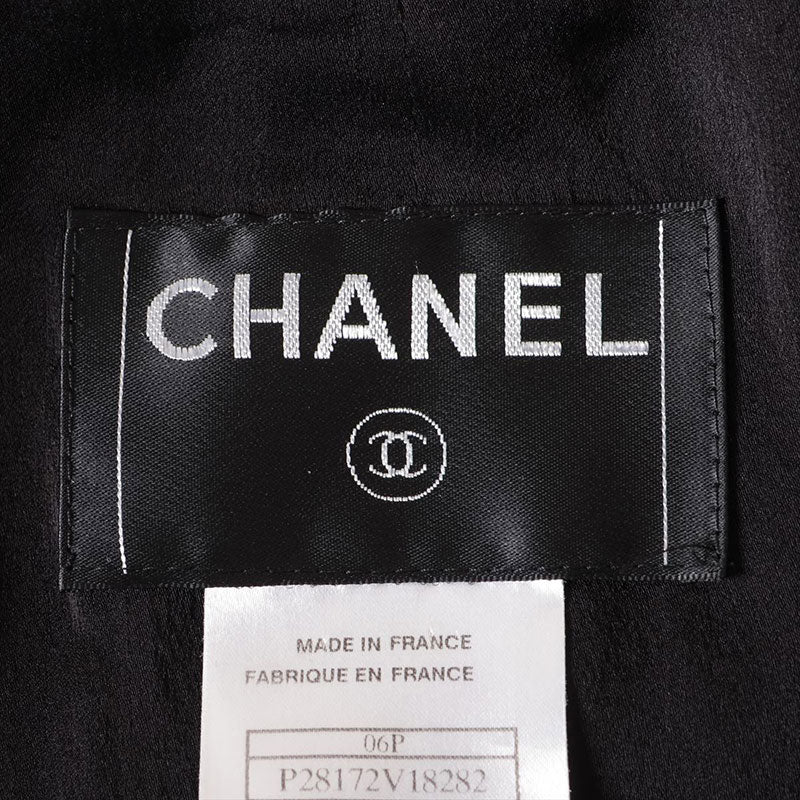 CHANEL
MADE IN FRANCE
FABRIQUE EN FRANCE
06P
P28172V18282